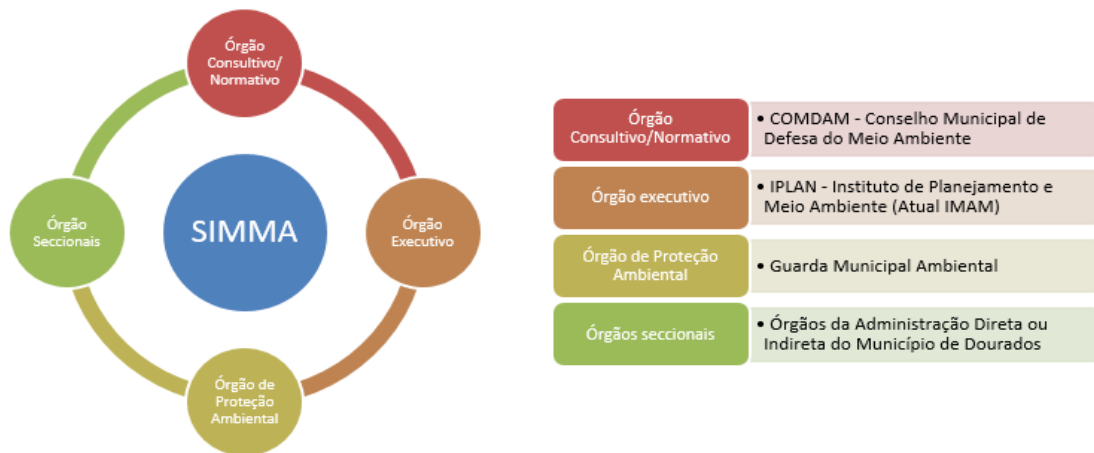 Órgão
Consultivo/
Normativo
Órgão
Seccionais
SIMMA
Órgão
Executivo
Órgão de
Proteção
Ambiental
Órgão
Consultivo/Normativo
• COMDAM - Conselho Municipal de
Defesa do Meio Ambiente
Órgão executivo
• IPLAN - Instituto de Planejamento e
Meio Ambiente (Atual IMAM)
Órgão de Proteção
Ambiental
• Guarda Municipal Ambiental
Órgãos seccionais
• Órgãos da Administração Direta ou
Indireta do Município de Dourados